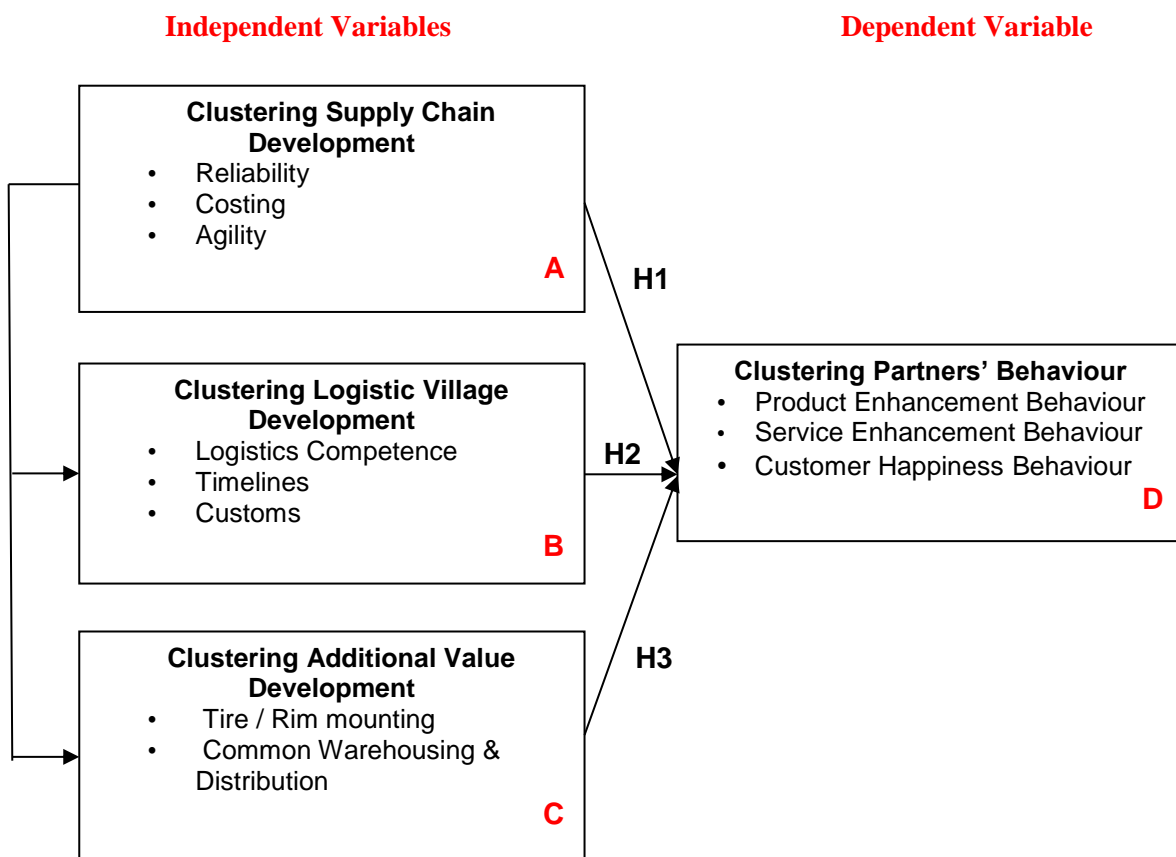 Independent Variables
Dependent Variable
Clustering Supply Chain
Development
• Reliability
• Costing
• Agility
A
H1
Clustering Logistic Village
Development
• Logistics Competence
• Timelines
• Customs
B
H2
Clustering Partners’ Behaviour
• Product Enhancement Behaviour
• Service Enhancement Behaviour
• Customer Happiness Behaviour
D
Clustering Additional Value
Development
• Tire / Rim mounting
• Common Warehousing &
Distribution
C
H3